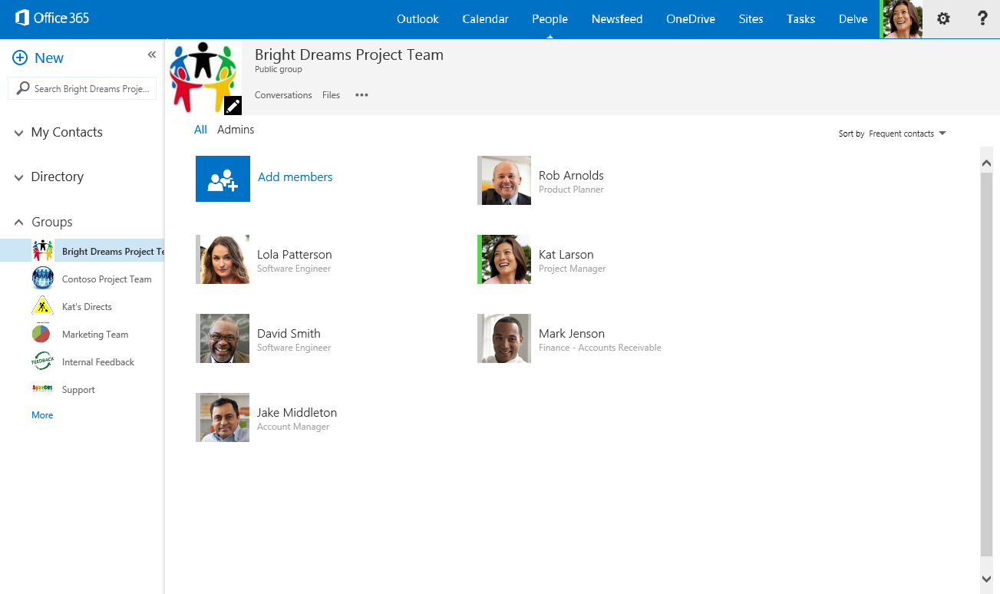 Office 365
Outlook Calendar People Newsfeed OneDrive Sites Tasks Delve ?
New «
Search Bright Dreams Proje...
My Contacts
Directory
Groups
Bright Dreams Project Te
Contoso Project Team
Kat's Directs
Marketing Team
FEEDBACK
Internal Feedback
Support
More
Bright Dreams Project Team
Public group
Conversations Files •••
All Admins
Sort by Frequent contacts
Add members
Rob Arnolds
Product Planner
Lola Patterson
Software Engineer
Kat Larson
Project Manager
David Smith
Software Engineer
Mark Jenson
Finance - Accounts Receivable
Jake Middleton
Account Manager